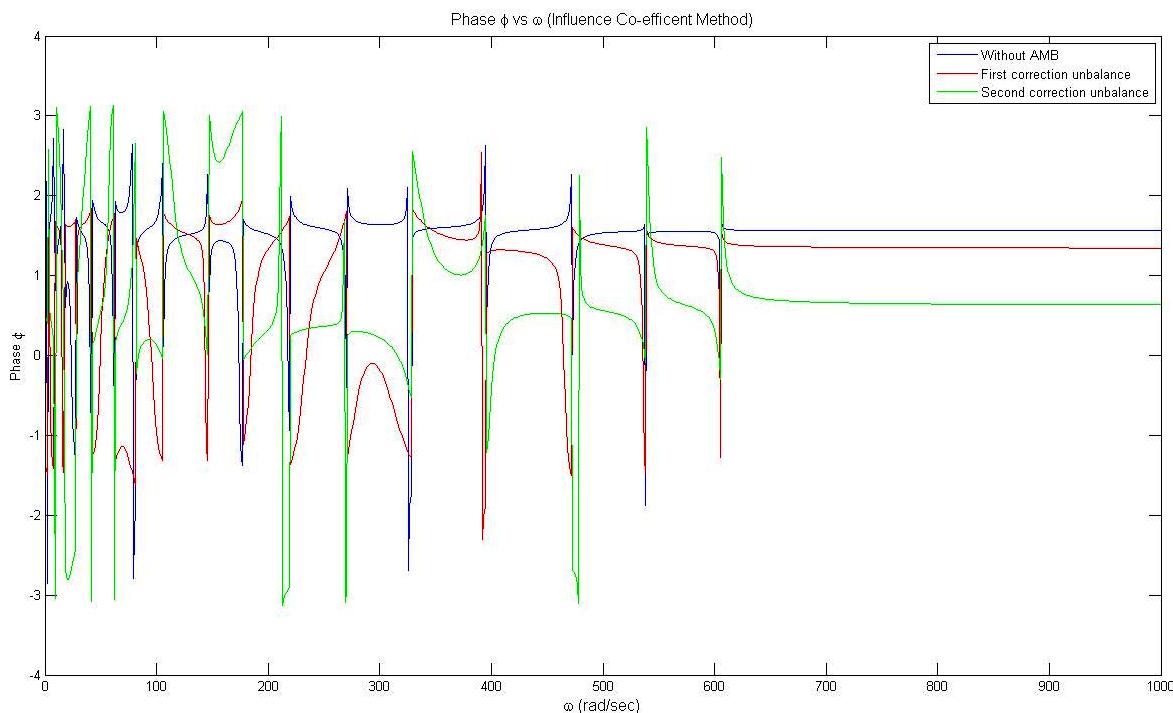 Phase ϕ vs ω (Influence Co-efficent Method)
Without AMB
First correction unbalance
Second correction unbalance
Phase ϕ
4
3
2
1
0
-1
-2
-3
-4
0 100 200 300 400 500 600 700 800 900 1000
ω (rad/sec)